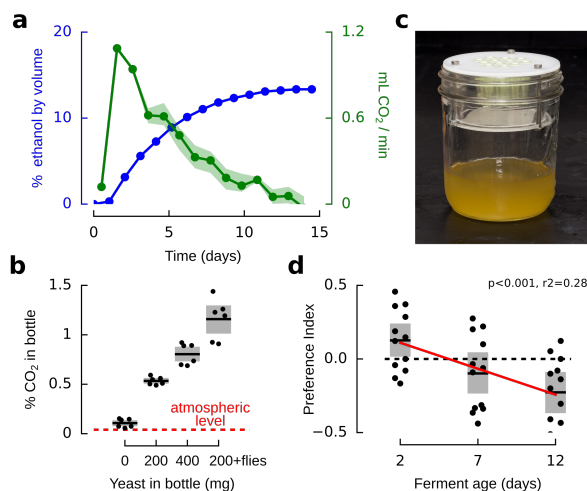 a
20
10
0
% ethanol by volume
1.2
0.6
0
mL CO₂ / min
0 5 10 15
Time (days)
c
b
1.5
1
0.5
0
% CO₂ in bottle
atmospheric
level
0 200 400 200+flies
Yeast in bottle (mg)
d
p<0.001, r2=0.28
0.5
0.0
−0.5
Preference Index
2 7 12
Ferment age (days)